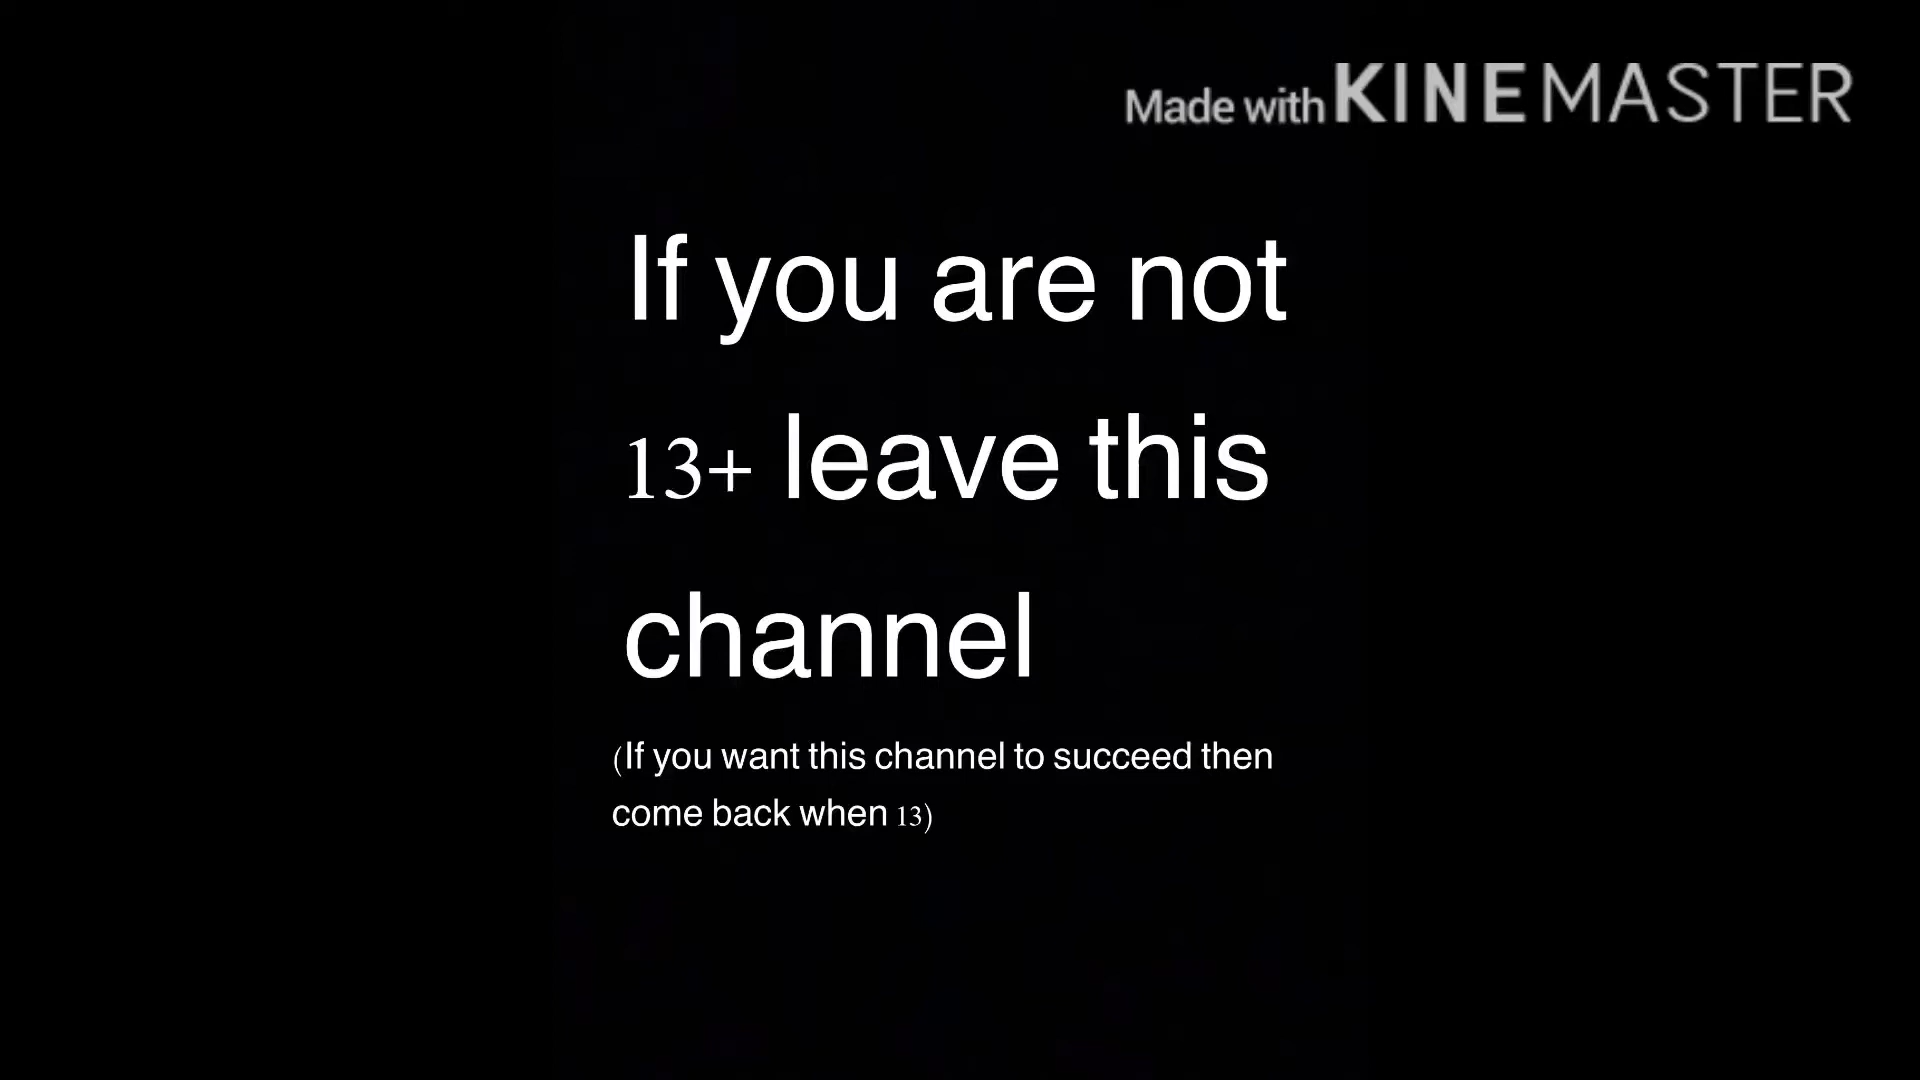 Made with KINEMASTER
If you are not
13+ leave this
channel
(If you want this channel to succeed then
come back when 13)